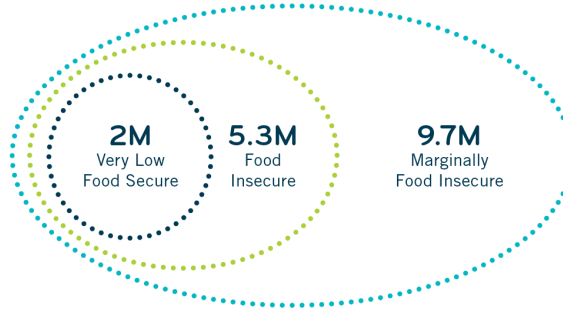 2M
Very Low
Food Secure
5.3M
Food
Insecure
9.7M
Marginally
Food Insecure